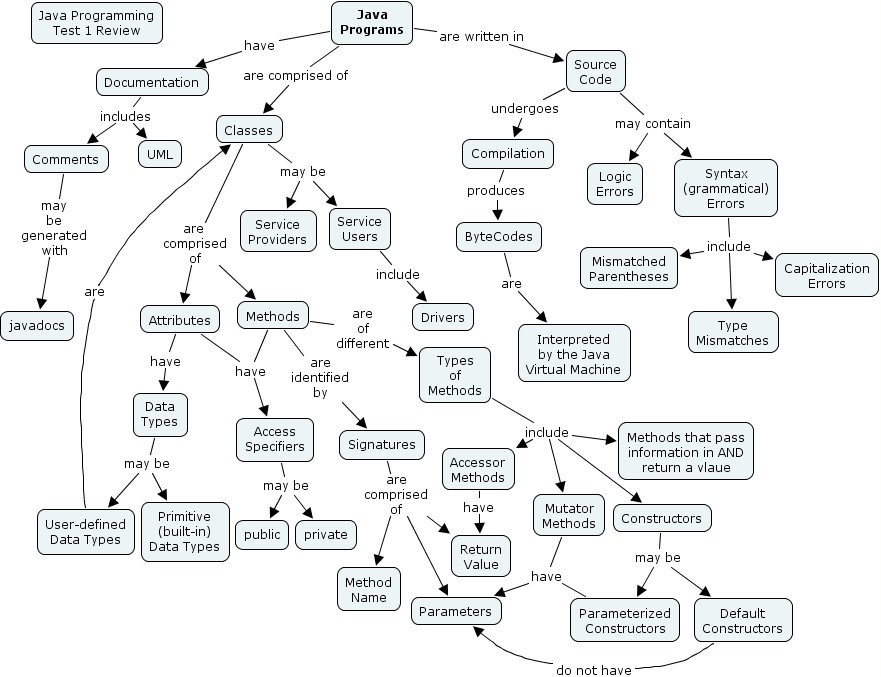 Java Programming
Test 1 Review
Java
Programs
have
are comprised of
are written in
Documentation
Source
Code
includes
undergoes
may contain
Classes
Comments
UML
Compilation
Logic
Errors
Syntax
(grammatical)
Errors
may
be
generated
with
may be
produces
are
comprised
of
Service
Providers
Service
Users
ByteCodes
include
Mismatched
Parentheses
Capitalization
Errors
include
are
are
javadocs
Attributes
Methods
Drivers
are
of
different
Type
Mismatches
Interpreted
by the Java
Virtual Machine
have
have
are
identified
by
Types
of
Methods
Data
Types
Access
Specifiers
Signatures
include
Methods that pass
information in AND
return a vlaue
may be
may be
are
comprised
of
Accessor
Methods
have
Mutator
Methods
Constructors
User-defined
Data Types
Primitive
(built-in)
Data Types
public
private
Return
Value
may be
Method
Name
have
Parameters
Parameterized
Constructors
Default
Constructors
do not have